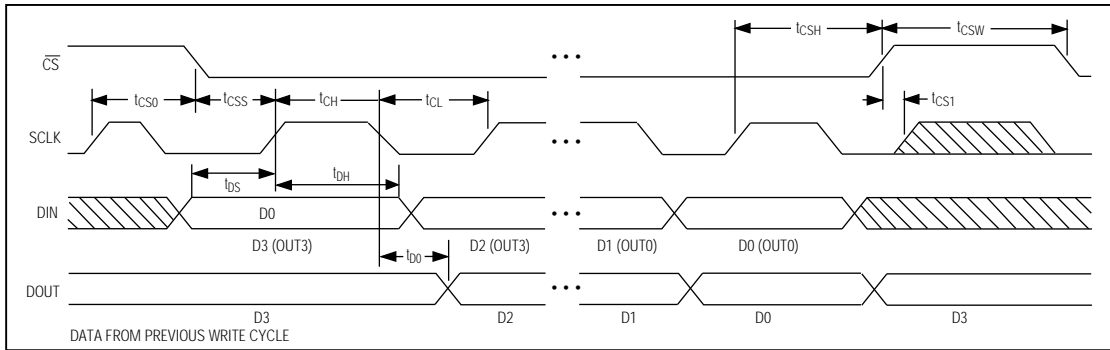 tCSH
tCSW
CS
tCS0
tCSS
tCH
tCL
tCS1
SCLK
tDS
tDH
DIN
D0
D3 (OUT3)
D2 (OUT3)
D1 (OUT0)
D0 (OUT0)
tD0
DOUT
D3
D2
D1
D0
D3
DATA FROM PREVIOUS WRITE CYCLE